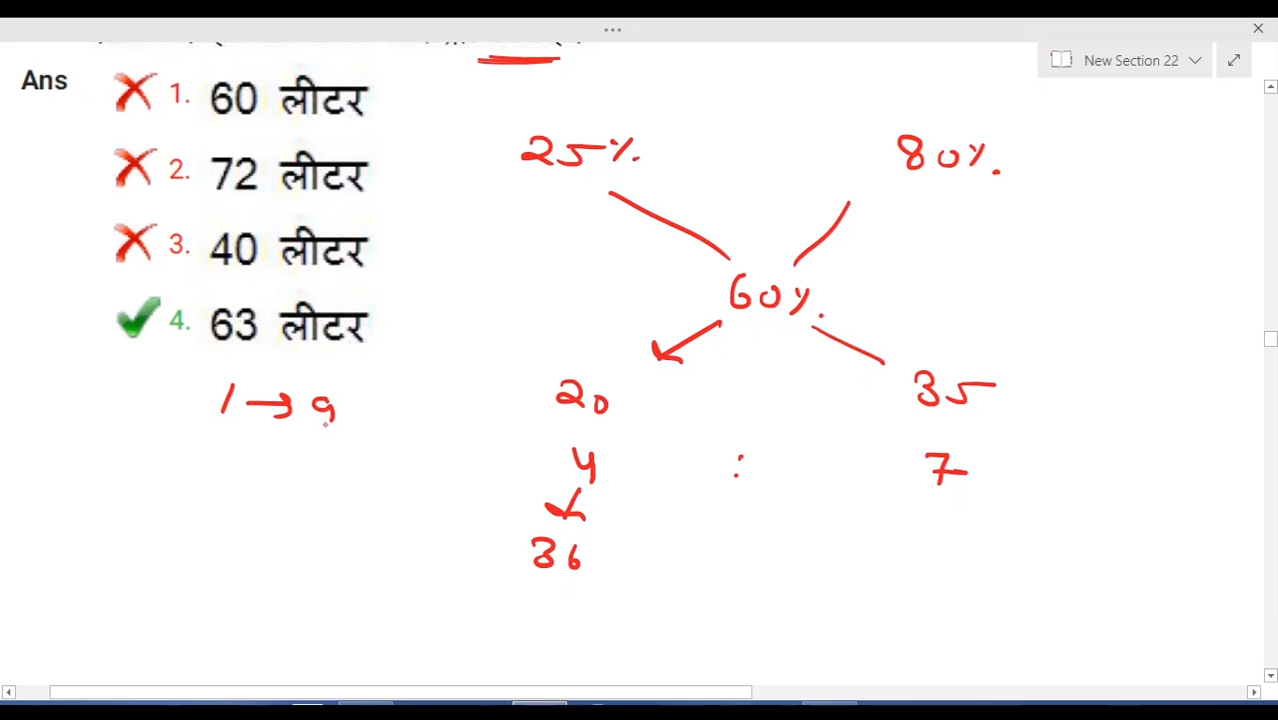 New Section 22
Ans
1. 60 लीटर
2. 72 लीटर
3. 40 लीटर
4. 63 लीटर
25% 80%
60%
20 35
1 → 9
4 : 7
36